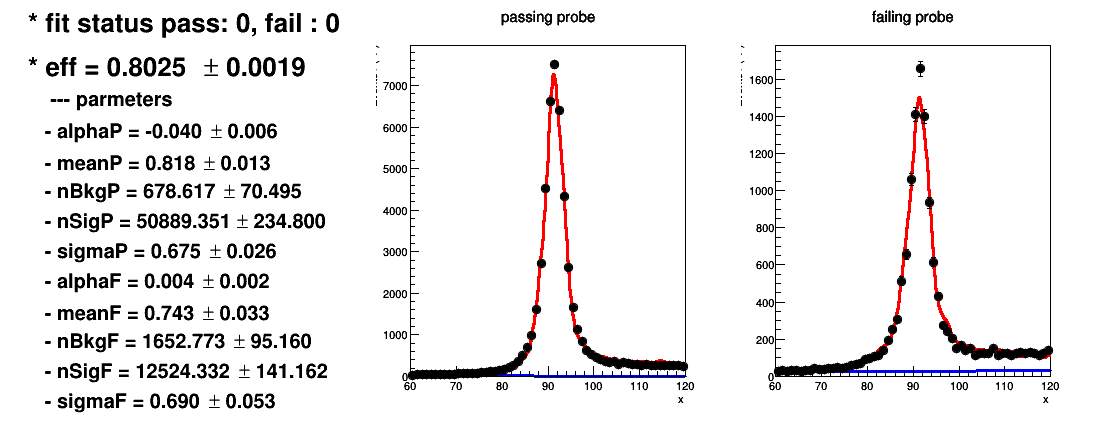 * fit status pass: 0, fail : 0
* eff = 0.8025 ± 0.0019
--- parmeters
- alphaP = -0.040 ± 0.006
- meanP = 0.818 ± 0.013
- nBkgP = 678.617 ± 70.495
- nSigP = 50889.351 ± 234.800
- sigmaP = 0.675 ± 0.026
- alphaF = 0.004 ± 0.002
- meanF = 0.743 ± 0.033
- nBkgF = 1652.773 ± 95.160
- nSigF = 12524.332 ± 141.162
- sigmaF = 0.690 ± 0.053
passing probe
7000
6000
5000
4000
3000
2000
1000
0
60 70 80 90 100 110 120
x
failing probe
1600
1400
1200
1000
800
600
400
200
0
60 70 80 90 100 110 120
x